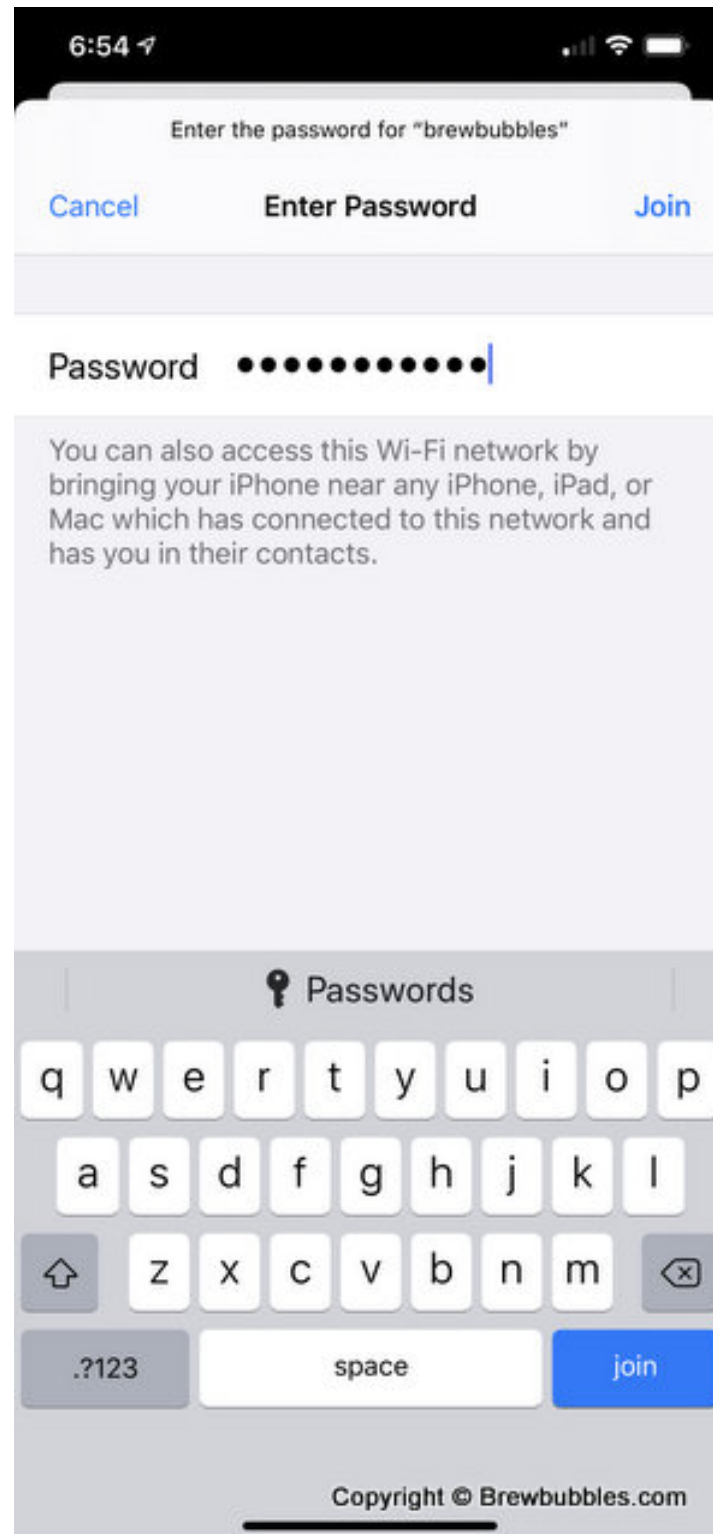 6:54
Enter the password for “brewbubbles”
Cancel Enter Password Join
Password •••••••••••
You can also access this Wi-Fi network by
bringing your iPhone near any iPhone, iPad, or
Mac which has connected to this network and
has you in their contacts.
Passwords
q w e r t y u i o p
a s d f g h j k l
z x c v b n m
.?123 space join
Copyright © Brewbubbles.com